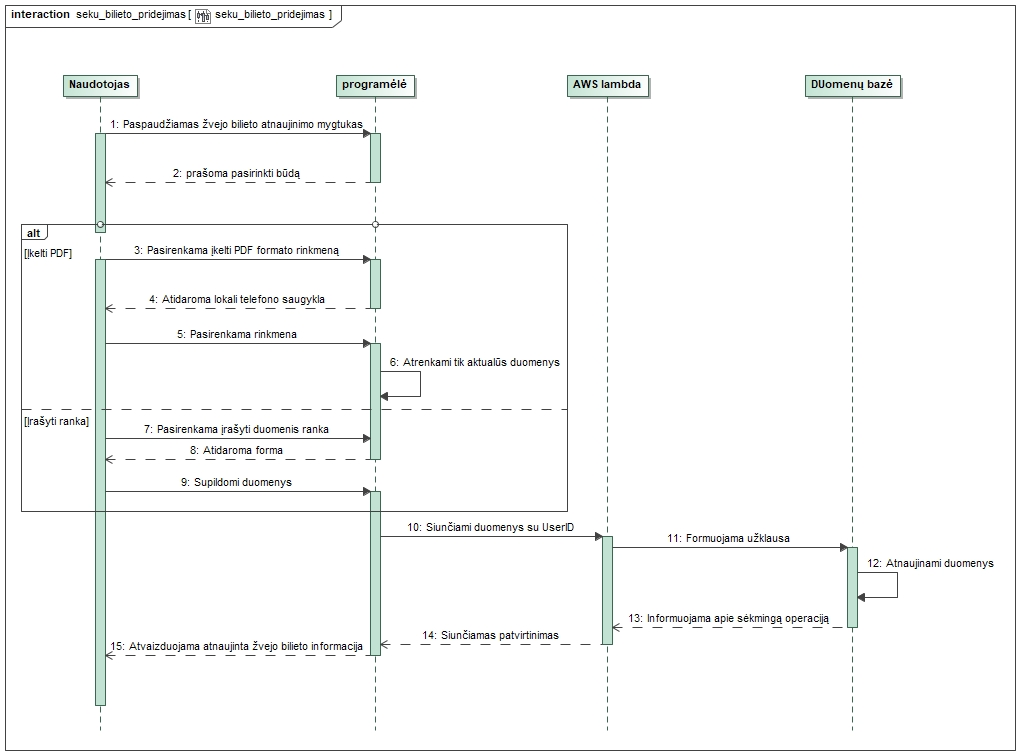 interaction seku_bilieto_pridejimas [ seku_bilieto_pridejimas ]
Naudotojas
programėlė
AWS lambda
DUomenų bazė
1: Paspaudžiamas žvejo bilieto atnaujinimo mygtukas
2: prašoma pasirinkti būdą
alt
[Įkelti PDF]
3: Pasirenkama įkelti PDF formato rinkmeną
4: Atidaroma lokali telefono saugykla
5: Pasirenkama rinkmena
6: Atrenkami tik aktualūs duomenys
[Įrašyti ranka]
7: Pasirenkama įrašyti duomenis ranka
8: Atidaroma forma
9: Supildomi duomenys
10: Siunčiami duomenys su UserID
11: Formuojama užklausa
12: Atnaujinami duomenys
13: Informuojama apie sėkmingą operaciją
14: Siunčiamas patvirtinimas
15: Atvaizduojama atnaujinta žvejo bilieto informacija